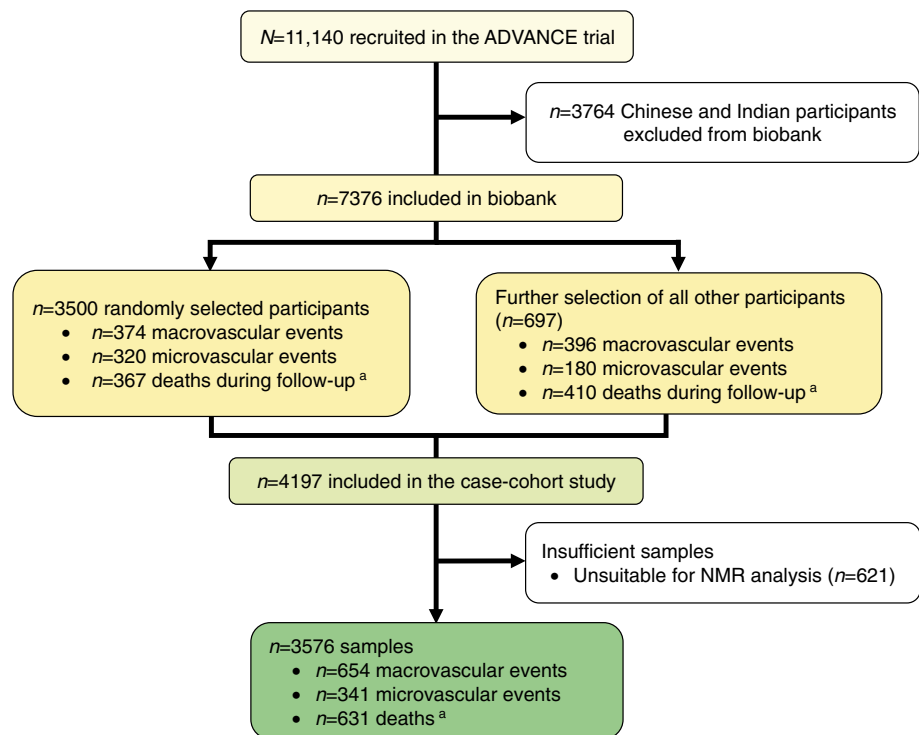 N=11,140 recruited in the ADVANCE trial
n=3764 Chinese and Indian participants
excluded from biobank
n=7376 included in biobank
n=3500 randomly selected participants
• n=374 macrovascular events
• n=320 microvascular events
• n=367 deaths during follow-up a
Further selection of all other participants
(n=697)
• n=396 macrovascular events
• n=180 microvascular events
• n=410 deaths during follow-up a
n=4197 included in the case-cohort study
Insufficient samples
• Unsuitable for NMR analysis (n=621)
n=3576 samples
• n=654 macrovascular events
• n=341 microvascular events
• n=631 deaths a